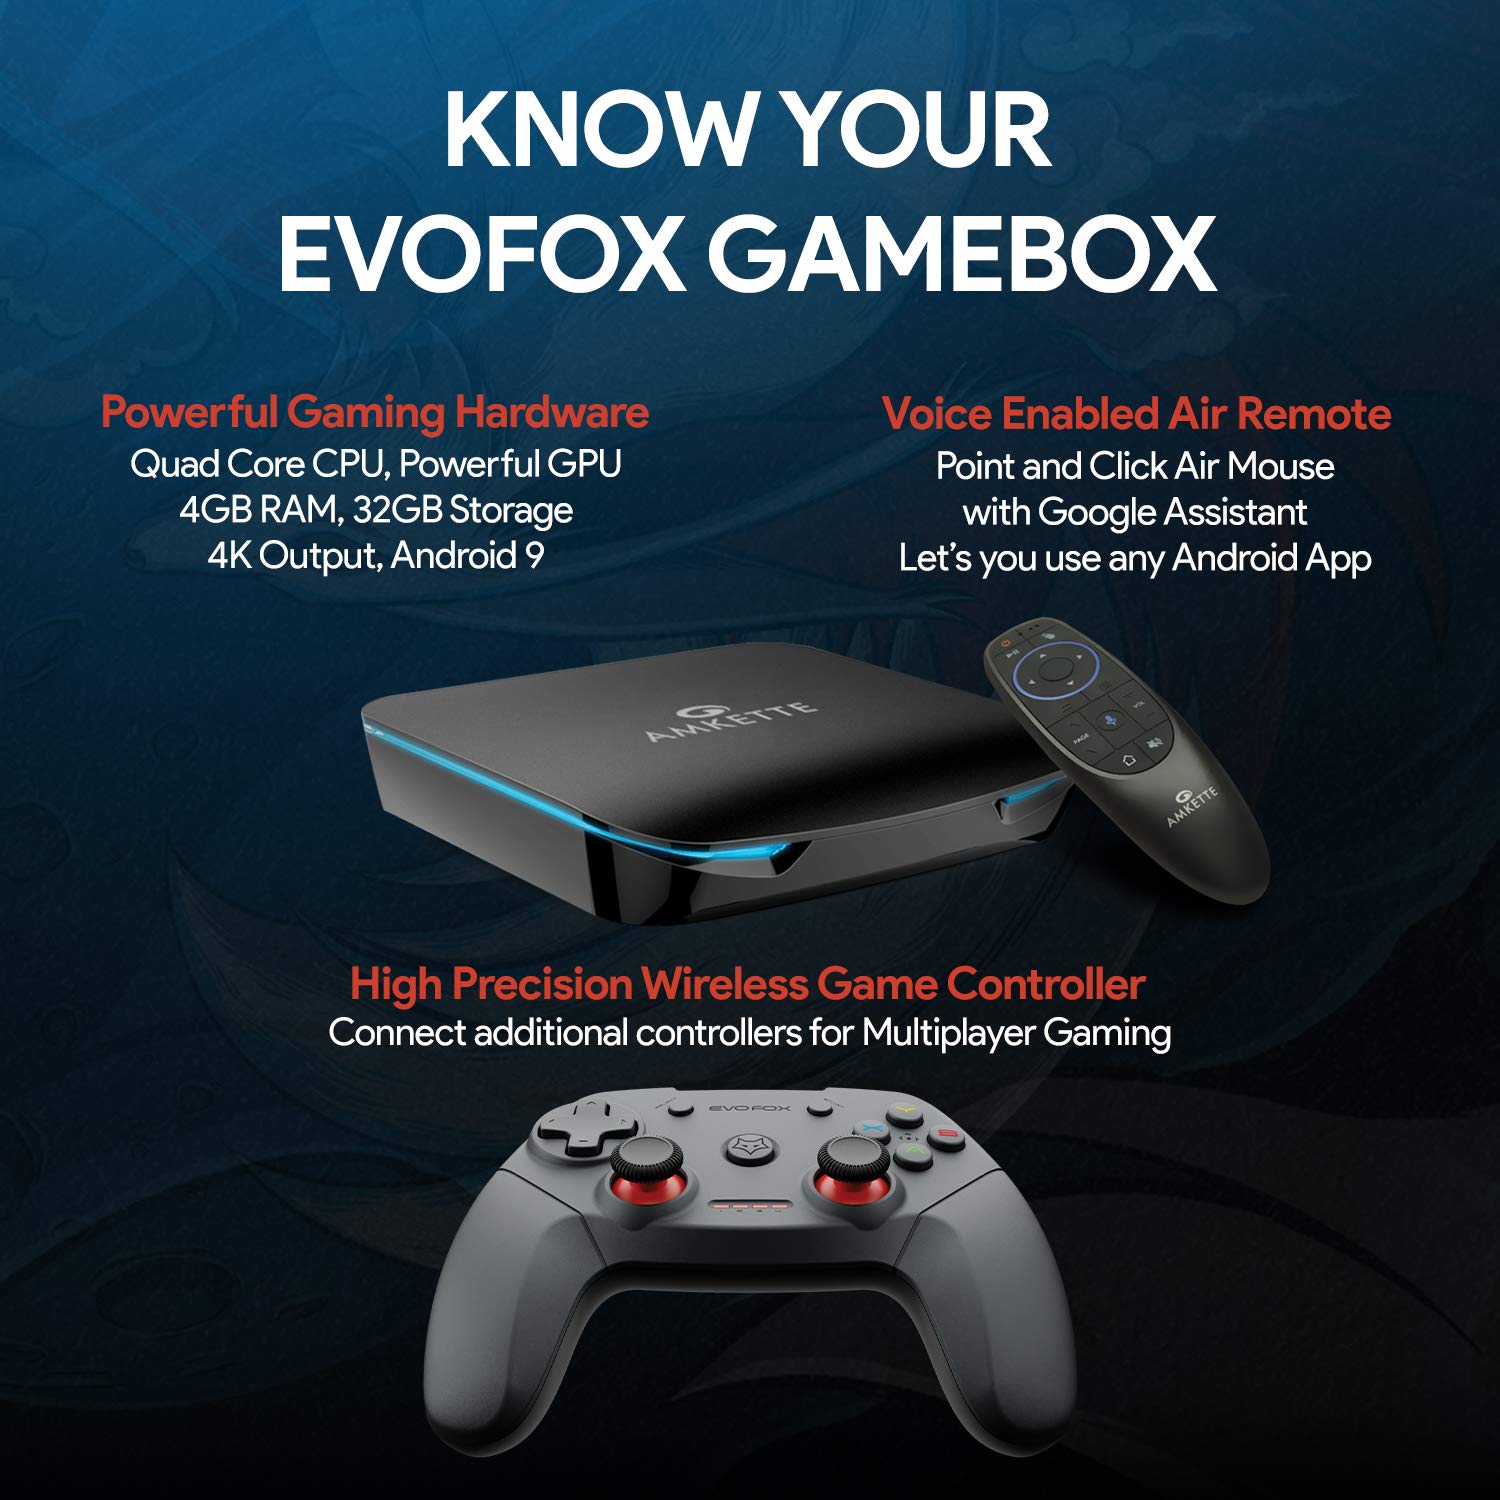 KNOW YOUR
EVOFOX GAMEBOX
Powerful Gaming Hardware
Quad Core CPU, Powerful GPU
4GB RAM, 32GB Storage
4K Output, Android 9
Voice Enabled Air Remote
Point and Click Air Mouse
with Google Assistant
Let's you use any Android App
AMKETTE
VOL
PAGE
AMKETTE
High Precision Wireless Game Controller
Connect additional controllers for Multiplayer Gaming
EVOFOX
Y
X
B
A